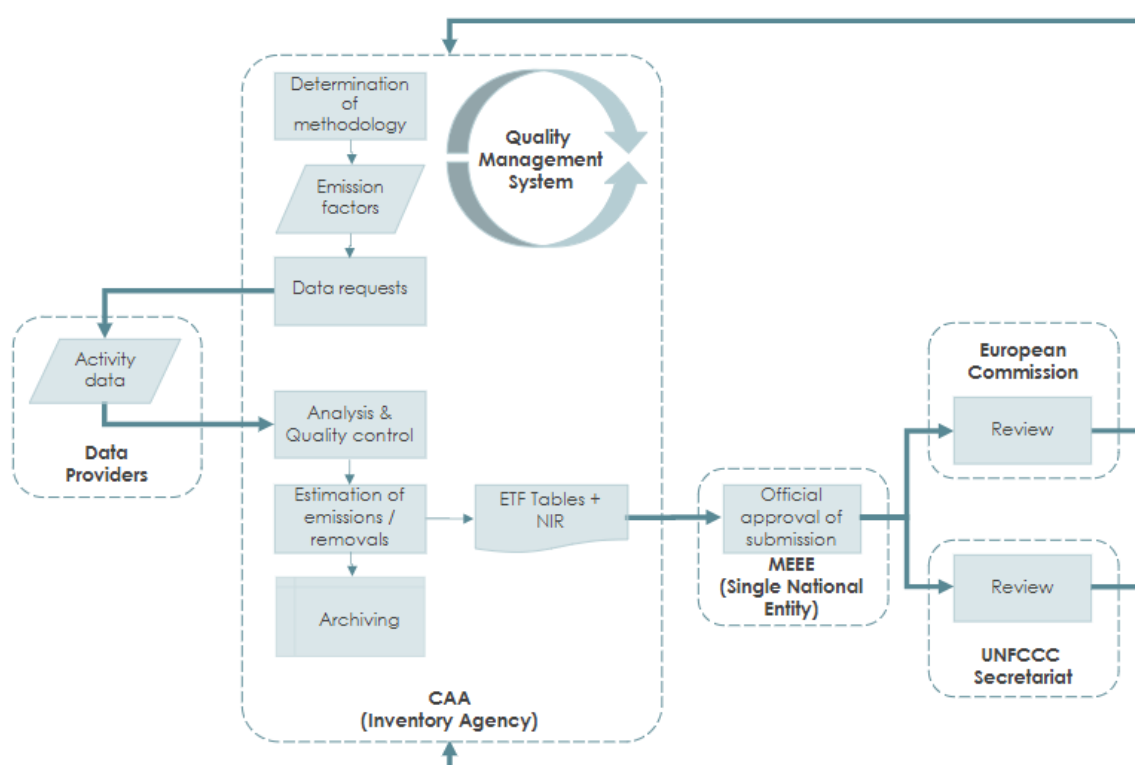 Determination
of
methodology
Quality
Management
System
Emission
factors
Data requests
Activity
data
Data
Providers
Analysis &
Quality control
Estimation of
emissions /
removals
ETF Tables +
NIR
Archiving
CAA
(Inventory Agency)
Official
approval of
submission
MEEE
(Single National
Entity)
European
Commission
Review
Review
UNFCCC
Secretariat